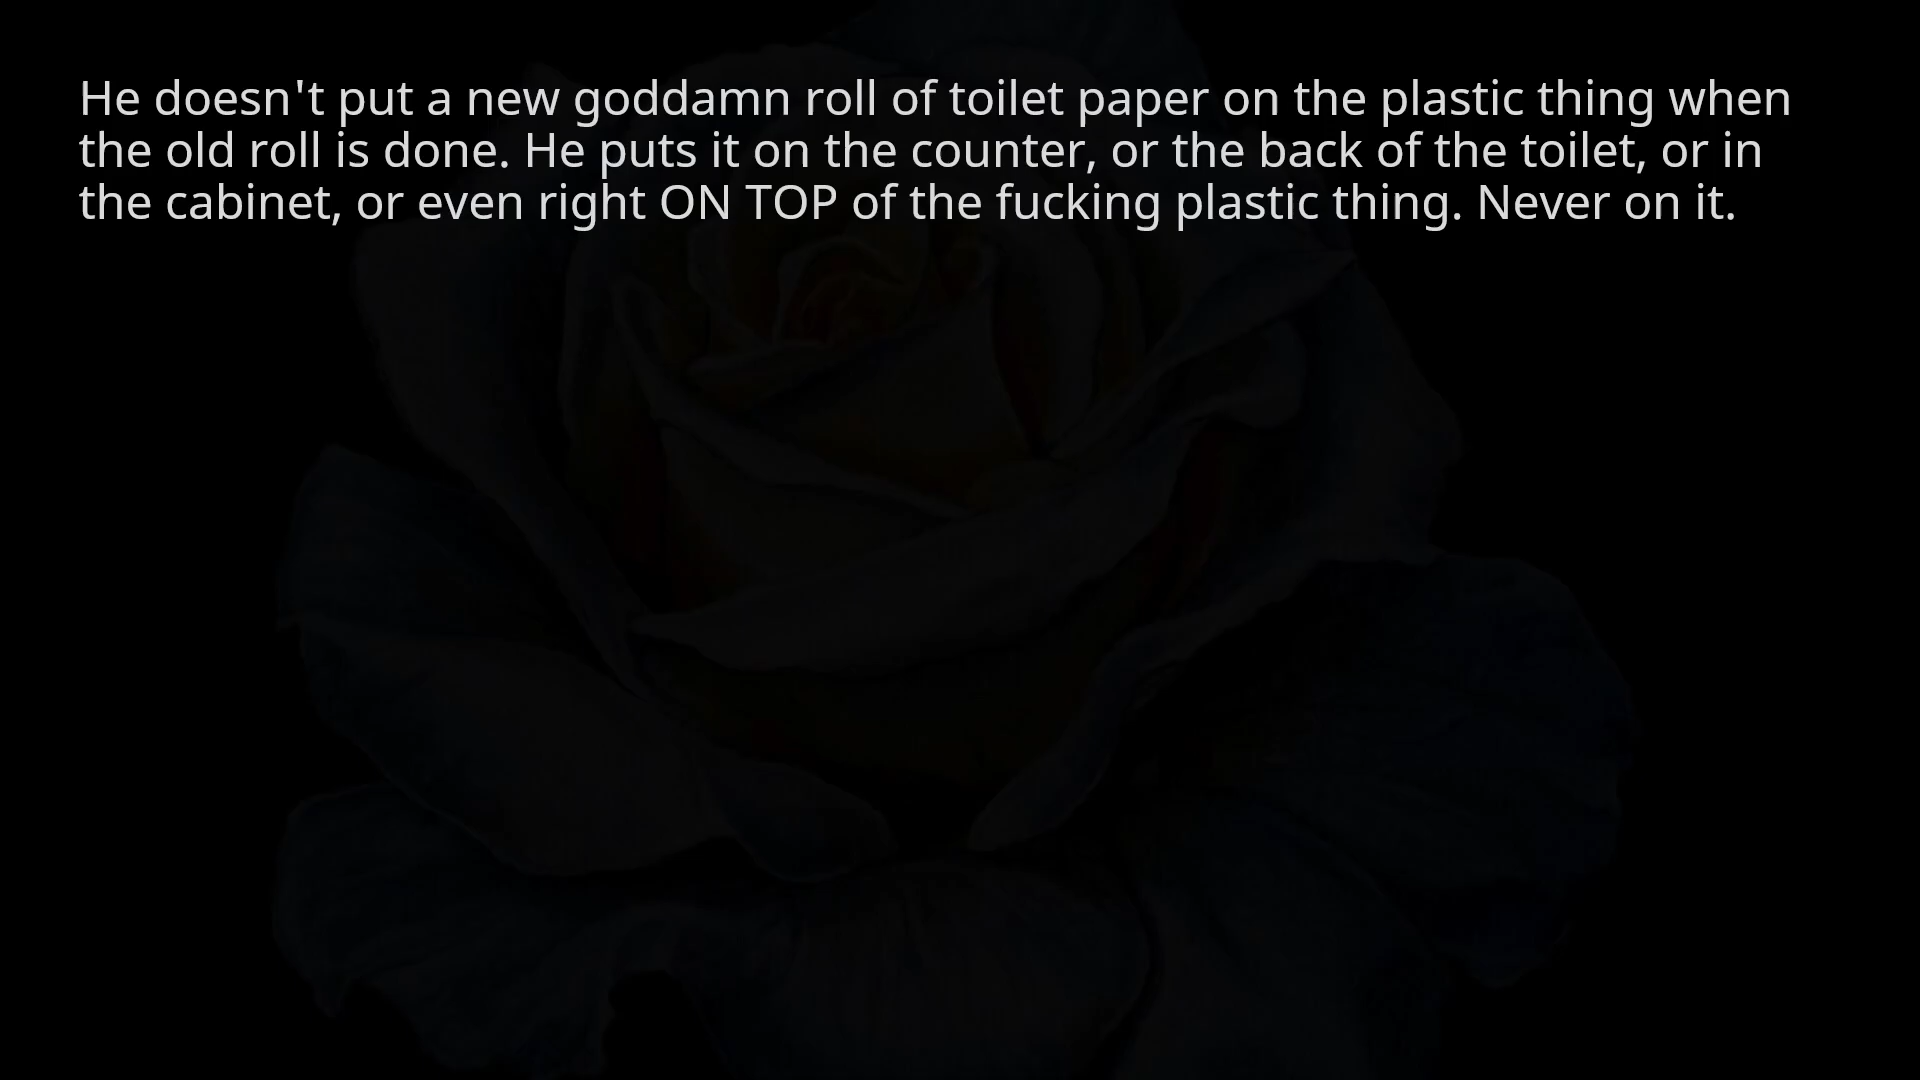 He doesn't put a new goddamn roll of toilet paper on the plastic thing when
the old roll is done. He puts it on the counter, or the back of the toilet, or in
the cabinet, or even right ON TOP of the fucking plastic thing. Never on it.